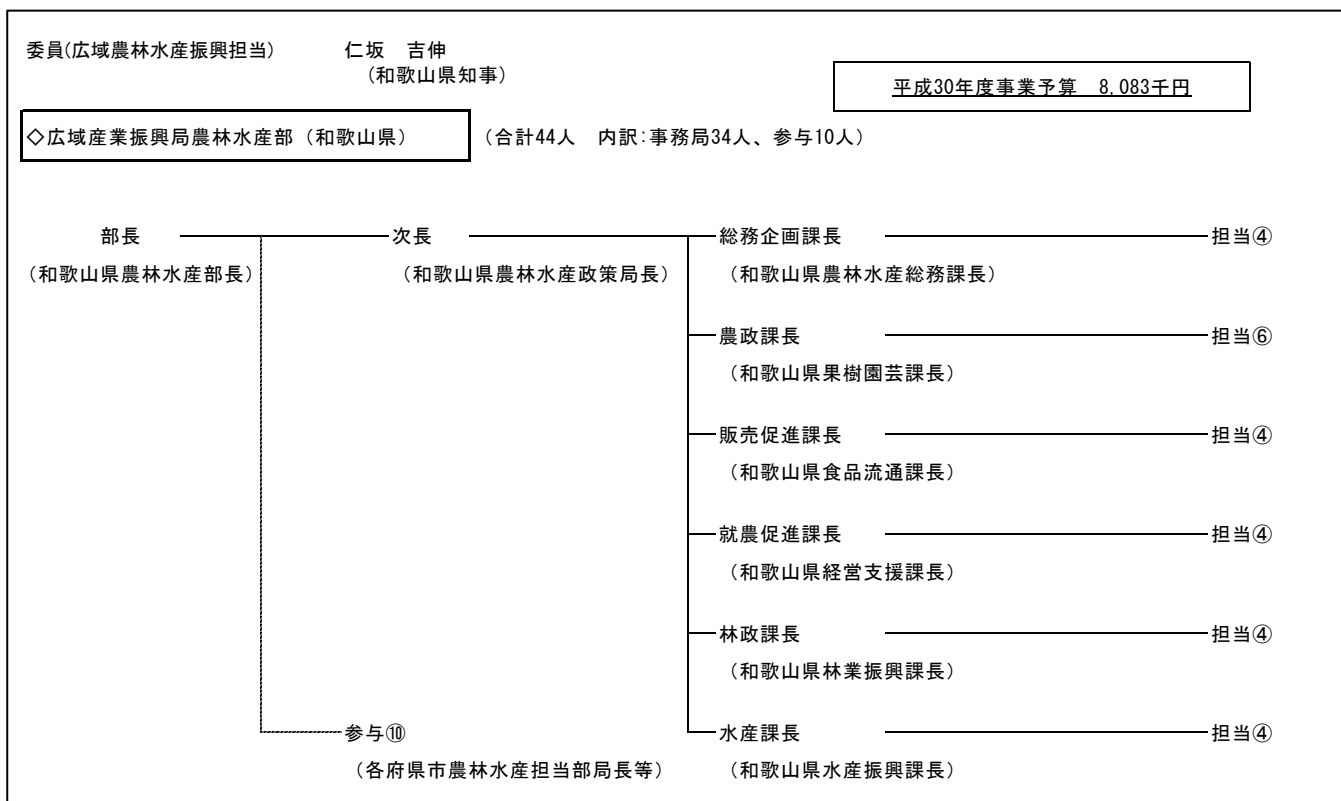 委員(広域農林水産振興担当) 仁坂 吉伸
(和歌山県知事)
平成30年度事業予算 8,083千円
◇広域産業振興局農林水産部（和歌山県） （合計44人 内訳:事務局34人、参与10人）
部長 次長 総務企画課長 担当④
（和歌山県農林水産部長） （和歌山県農林水産政策局長） （和歌山県農林水産総務課長）
農政課長 担当⑥
（和歌山県果樹園芸課長）
販売促進課長 担当④
（和歌山県食品流通課長）
就農促進課長 担当④
（和歌山県経営支援課長）
林政課長 担当④
（和歌山県林業振興課長）
参与⑩ 水産課長 担当④
（各府県市農林水産担当部局長等） （和歌山県水産振興課長）